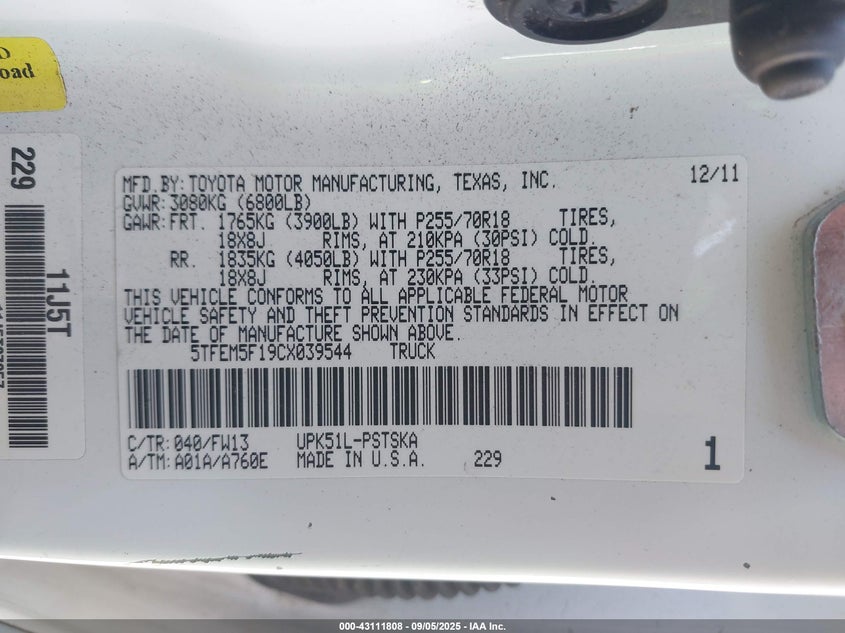 D
oad
229
11J5T
MFD.BY:TOYOTA MOTOR MANUFACTURING, TEXAS, INC. 12/11
GVWR:3080KG (6800LB)
GAWR:FRT. 1765KG (3900LB) WITH P255/70R18 TIRES,
18X8J RIMS, AT 210KPA (30PSI) COLD.
RR. 1835KG (4050LB) WITH P255/70R18 TIRES,
18X8J RIMS, AT 230KPA (33PSI) COLD.
THIS VEHICLE CONFORMS TO ALL APPLICABLE FEDERAL MOTOR
VEHICLE SAFETY AND THEFT PREVENTION STANDARDS IN EFFECT ON
THE DATE OF MANUFACTURE SHOWN ABOVE.
5TFEM5F19CX039544 TRUCK
C/TR:040/FW13 UPK51L-PSTSKA
A/TM:A01A/A760E MADE IN U.S.A. 229 1
000-43111808 - 09/05/2025 - IAA Inc.